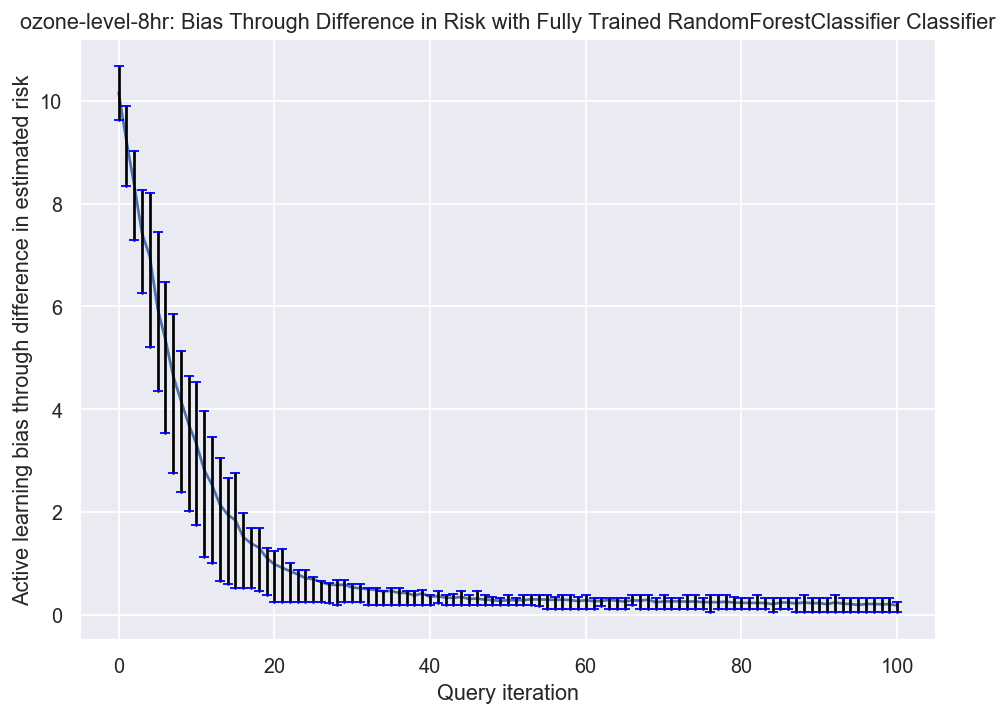 ozone-level-8hr: Bias Through Difference in Risk with Fully Trained RandomForestClassifier Classifier
Active learning bias through difference in estimated risk
10
8
6
4
2
0
0 20 40 60 80 100
Query iteration